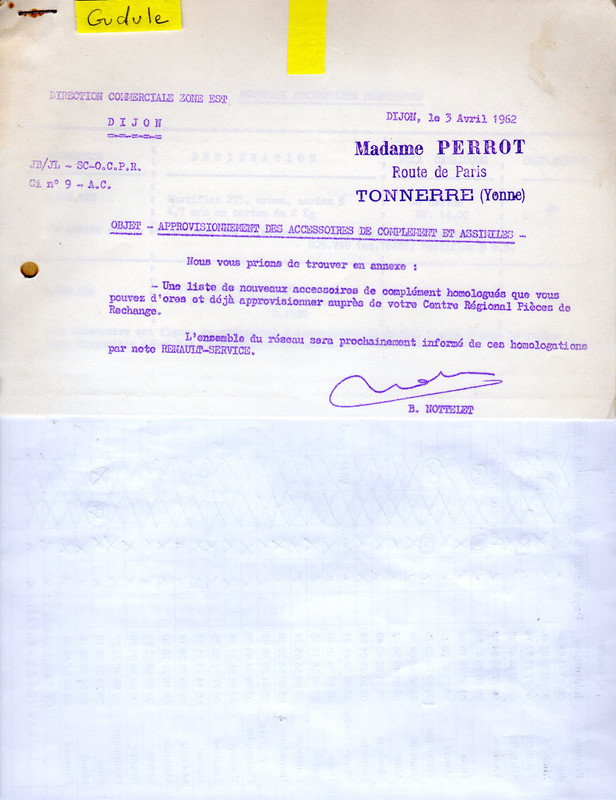 Gudule
DIRECTION COMMERCIALE ZONE EST
DIJON
DIJON, le 3 Avril 1962
Madame PERROT
Route de Paris
TONNERRE (Yonne)
JB/JL - SC-O.C.P.R.
Ci n° 9 - A.C.
OBJET - APPROVISIONNEMENT DES ACCESSOIRES DE COMPLEMENT ET ASSIMILES -
Nous vous prions de trouver en annexe :
- Une liste de nouveaux accessoires de complément homologués que vous
pouvez d'ores et déjà approvisionner auprès de votre Centre Régional Pièces de
Rechange.
L'ensemble du réseau sera prochainement informé de ces homologations
par note RENAULT-SERVICE.
B. NOTTELET